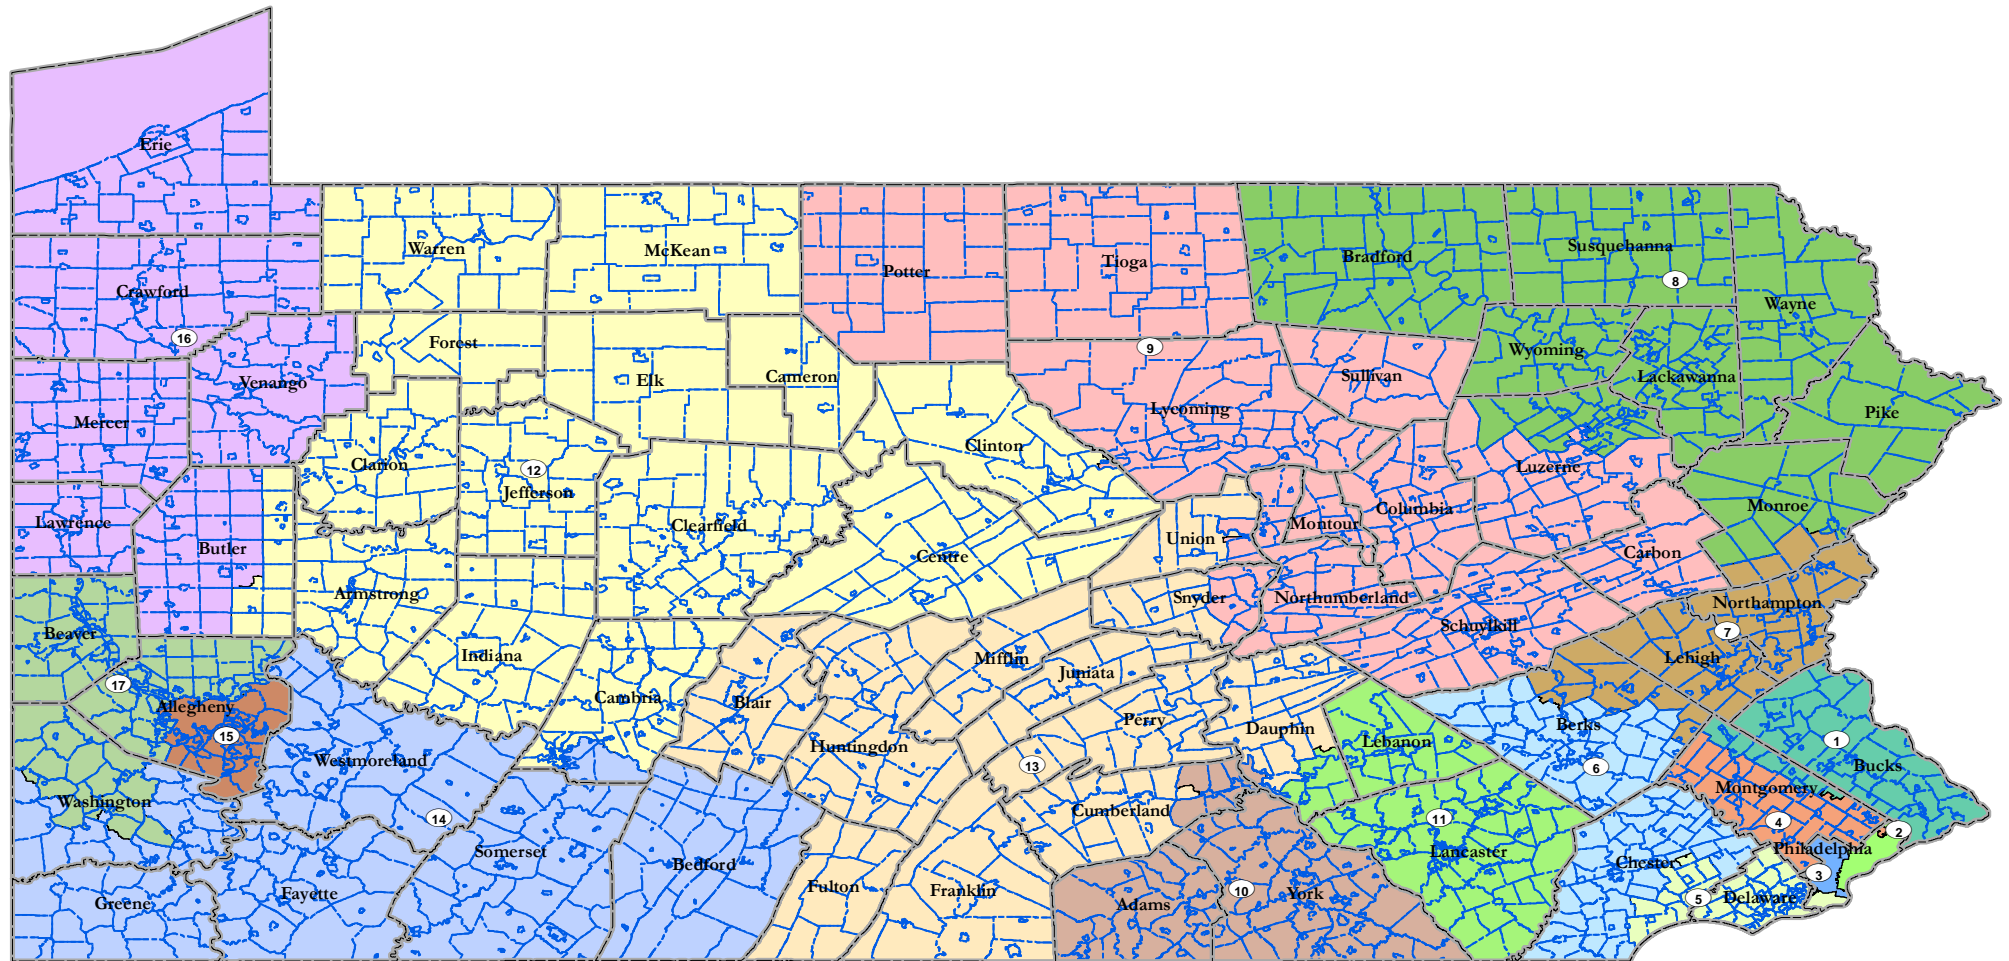 Erie
Warren
McKean
Potter
Tioga
Bradford
Susquehanna
8
Wayne
Crawford
16
Forest
9
Wyoming
Venango
Elk
Cameron
Sullivan
Lackawanna
Mercer
Lycoming
Pike
Clarion
12
Jefferson
Clinton
Luzerne
Lawrence
Butler
Clearfield
Centre
Union
Montour
Columbia
Monroe
Carbon
Armstrong
Snyder
Northumberland
Northampton
Beaver
Indiana
Mifflin
Juniata
Schuylkill
7
Lehigh
17
Allegheny
15
Cambria
Blair
Huntingdon
Perry
Dauphin
Lebanon
Berks
1
Bucks
Westmoreland
13
6
Washington
14
Cumberland
11
Montgomery
4
2
Somerset
Bedford
Lancaster
Chester
Philadelphia
3
Greene
Fayette
Fulton
Franklin
Adams
10
York
5
Delaware